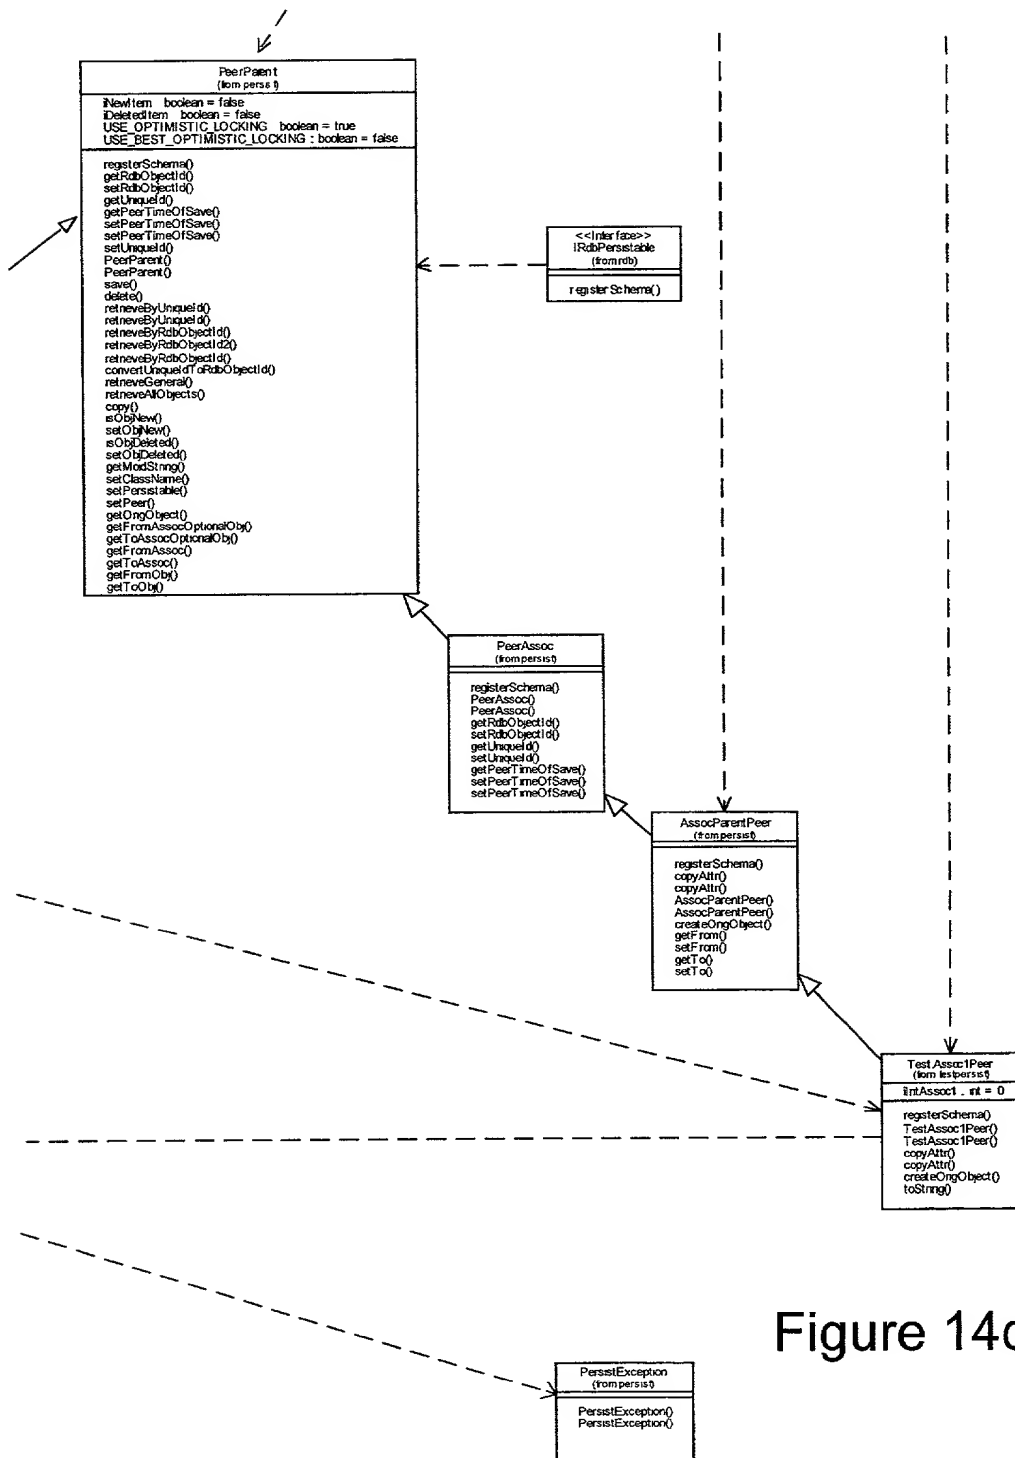 PeerParent
(from persist)
iNewItem boolean = false
iDeletedItem boolean = false
USE_OPTIMISTIC_LOCKING boolean = true
USE_BEST_OPTIMISTIC_LOCKING : boolean = false
registerSchema()
getRdbObjectId()
setRdbObjectId()
getUniqueId()
getPeerTimeOfSave()
setPeerTimeOfSave()
setPeerTimeOfSave()
setUniqueId()
PeerParent()
PeerParent()
save()
delete()
retrieveByUniqueId()
retrieveByUniqueId()
retrieveByRdbObjectId()
retrieveByRdbObjectId2()
retrieveByRdbObjectId()
convertUniqueIdToRdbObjectId()
retrieveGeneral()
retrieveAllObjects()
copy()
isObjNew()
setObjNew()
isObjDeleted()
setObjDeleted()
getModString()
setClassName()
setPersistable()
setPeer()
getOrigObject()
getFromAssocOptionalObj()
getToAssocOptionalObj()
getFromAssoc()
getToAssoc()
getFromObj()
getToObj()
<<Interface>>
IRdbPersistable
(from rdb)
registerSchema()
PeerAssoc
(from persist)
registerSchema()
PeerAssoc()
PeerAssoc()
getRdbObjectId()
setRdbObjectId()
getUniqueId()
setUniqueId()
getPeerTimeOfSave()
setPeerTimeOfSave()
setPeerTimeOfSave()
AssocParentPeer
(from persist)
registerSchema()
copyAttr()
copyAttr()
AssocParentPeer()
AssocParentPeer()
createOrigObject()
getFrom()
setFrom()
getTo()
setTo()
TestAssoc1Peer
(from testpersist)
iIntAssoc1 : int = 0
registerSchema()
TestAssoc1Peer()
TestAssoc1Peer()
copyAttr()
copyAttr()
createOrigObject()
toString()
Figure 14
PersistException
(from persist)
PersistException()
PersistException()